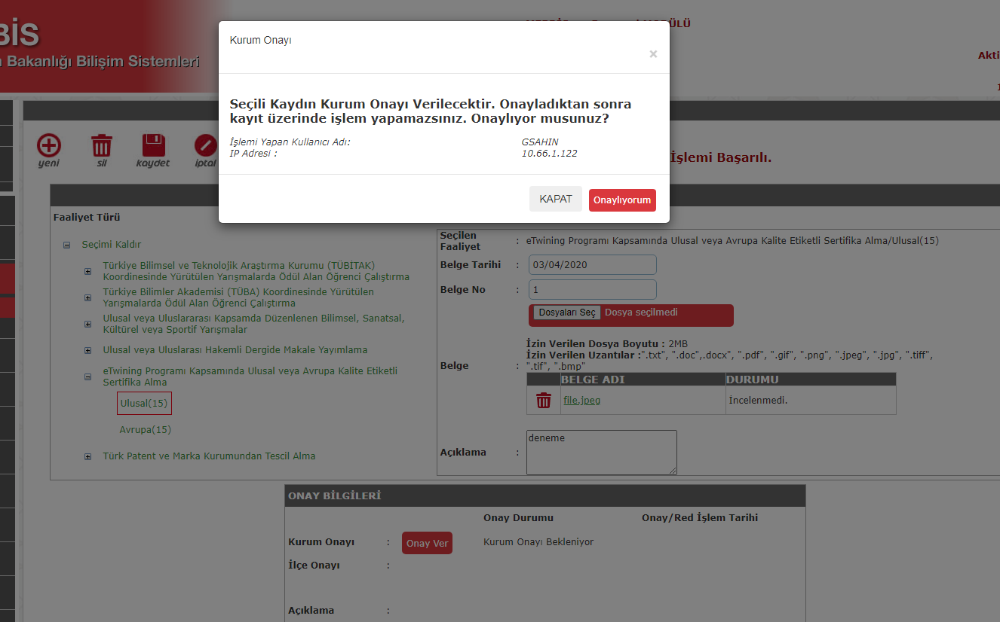 BİS
Bakanlığı Bilişim Sistemleri
MODÜLÜ
Akti
Kurum Onayı
×
Seçili Kaydın Kurum Onayı Verilecektir. Onayladıktan sonra
kayıt üzerinde işlem yapamazsınız. Onaylıyor musunuz?
İşlemi Yapan Kullanıcı Adı: GSAHIN
IP Adresi : 10.66.1.122
KAPAT Onaylıyorum
yeni sil kaydet iptal
İşlemi Başarılı.
Faaliyet Türü
Seçimi Kaldır
Türkiye Bilimsel ve Teknolojik Araştırma Kurumu (TÜBİTAK)
Koordinesinde Yürütülen Yarışmalarda Ödül Alan Öğrenci Çalıştırma
Türkiye Bilimler Akademisi (TÜBA) Koordinesinde Yürütülen
Yarışmalarda Ödül Alan Öğrenci Çalıştırma
Ulusal veya Uluslararası Kapsamda Düzenlenen Bilimsel, Sanatsal,
Kültürel veya Sportif Yarışmalar
Ulusal veya Uluslarası Hakemli Dergide Makale Yayımlama
eTwining Programı Kapsamında Ulusal veya Avrupa Kalite Etiketli
Sertifika Alma
Ulusal(15)
Avrupa(15)
Türk Patent ve Marka Kurumundan Tescil Alma
Seçilen
Faaliyet : eTwining Programı Kapsamında Ulusal veya Avrupa Kalite Etiketli Sertifika Alma/Ulusal(15)
Belge Tarihi : 03/04/2020
Belge No : 1
Dosyaları Seç Dosya seçilmedi
İzin Verilen Dosya Boyutu : 2MB
İzin Verilen Uzantılar :".txt", ".doc",.docx", ".pdf", ".gif", ".png", ".jpeg", ".jpg", ".tiff",
".tif", ".bmp"
Belge :
BELGE ADI DURUMU
file.jpeg İncelenmedi.
Açıklama : deneme
ONAY BİLGİLERİ
Onay Durumu Onay/Red İşlem Tarihi
Kurum Onayı : Onay Ver Kurum Onayı Bekleniyor
İlçe Onayı :
Açıklama :